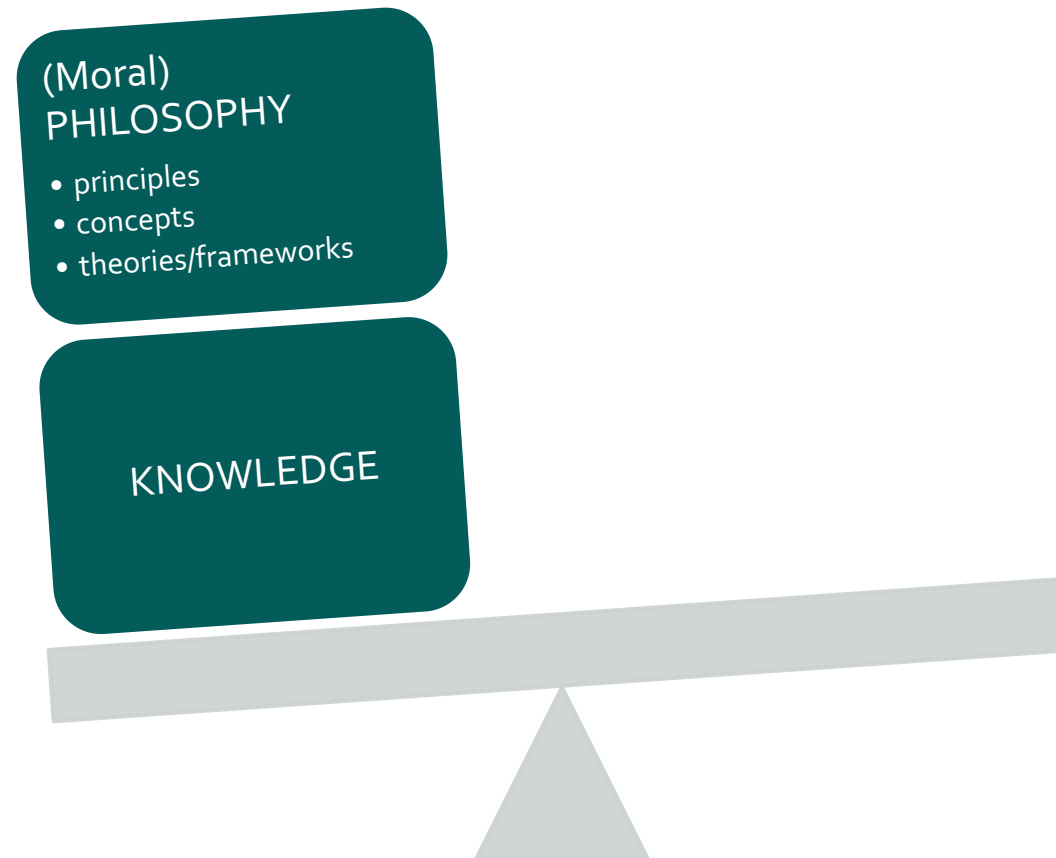 (Moral)
PHILOSOPHY
• principles
• concepts
• theories/frameworks
KNOWLEDGE